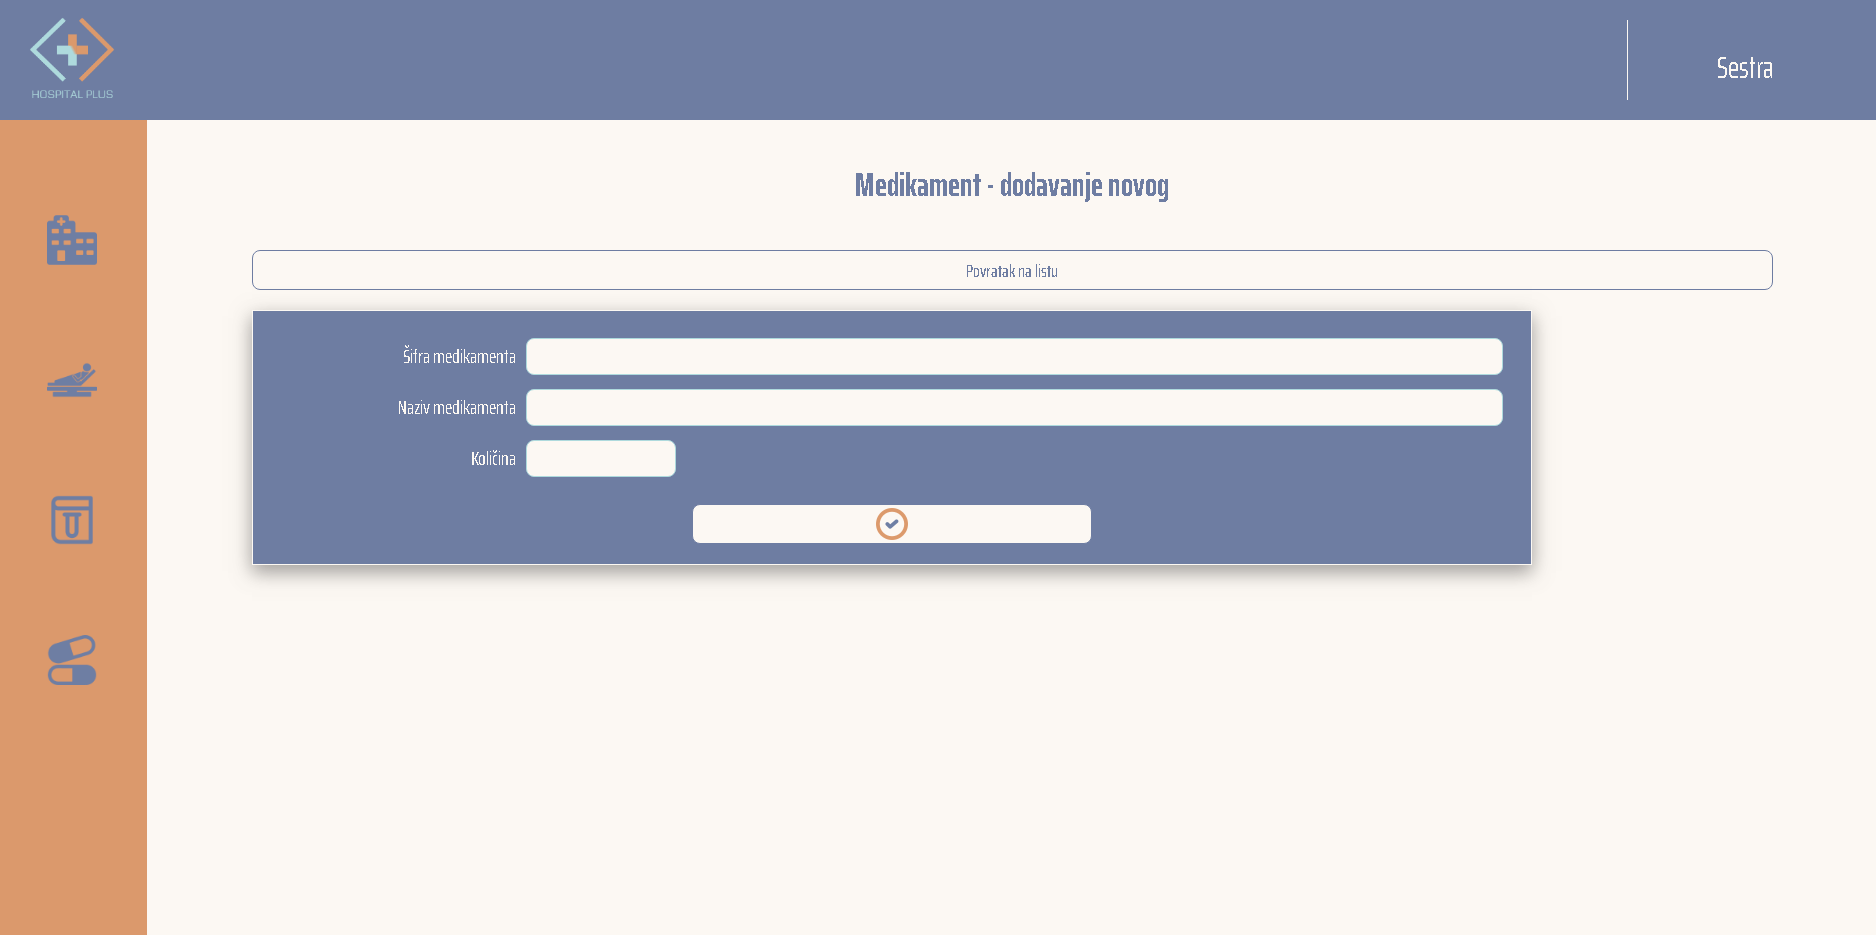 HOSPITAL PLUS
Sestra
Medikament - dodavanje novog
Povratak na listu
Šifra medikamenta
Naziv medikamenta
Količina